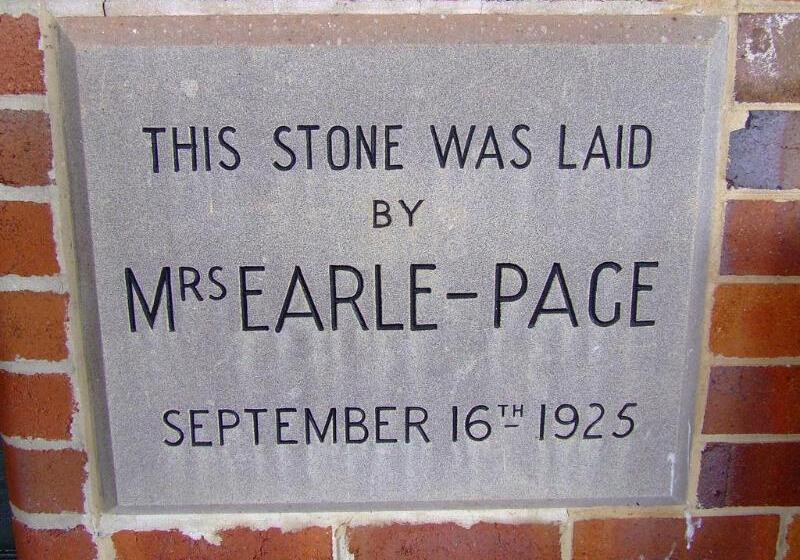 THIS STONE WAS LAID
BY
MRS EARLE-PAGE
SEPTEMBER 16TH 1925